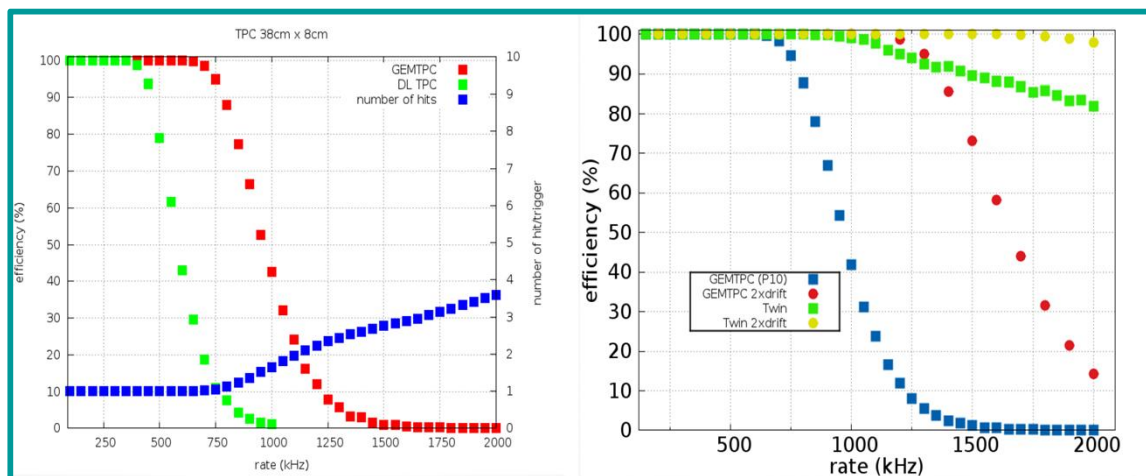 TPC 38cm x 8cm
GEMTPC
DL TPC
number of hits
100
90
80
70
60
50
40
30
20
10
0
10
9
8
7
6
5
4
3
2
1
0
efficiency (%)
number of hit/trigger
250 500 750 1000 1250 1500 1750 2000
rate (kHz)
100
90
80
70
60
50
40
30
20
10
0
efficiency (%)
GEMTPC (P10)
GEMTPC 2xdrift
Twin
Twin 2xdrift
500 1000 1500 2000
rate (kHz)